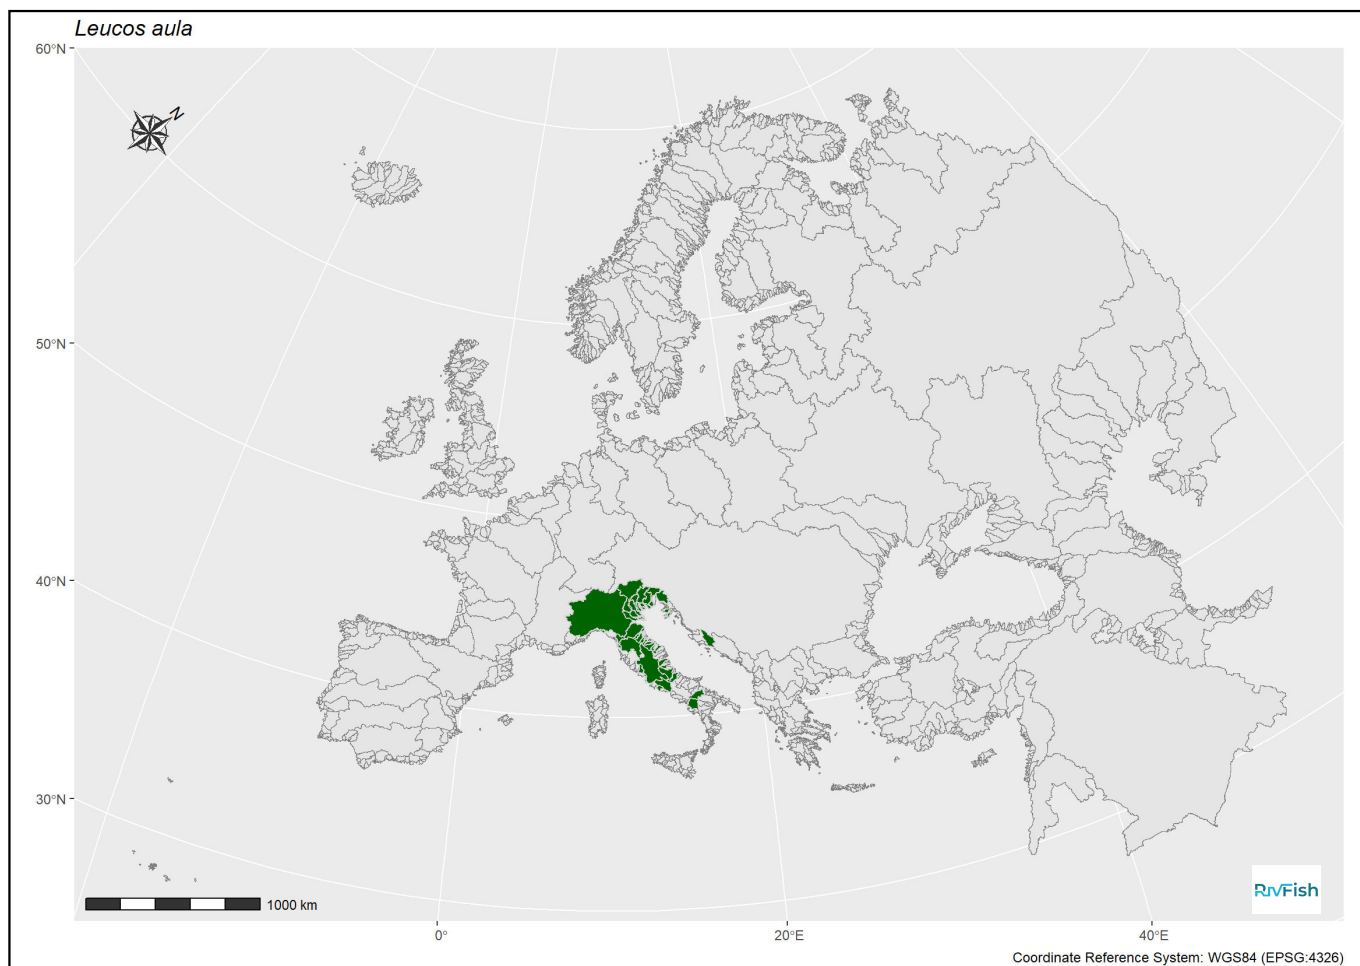 Leucos aula
60°N
N
50°N
40°N
30°N
1000 km
RIVFISH
0°
20°E
40°E
Coordinate Reference System: WGS84 (EPSG:4326)